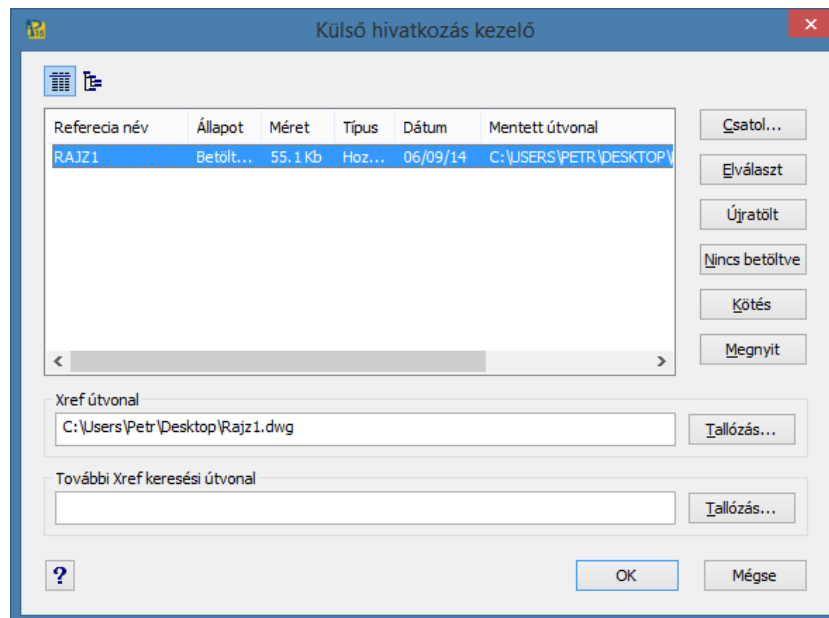 Külső hivatkozás kezelő
Referecia név Állapot Méret Típus Dátum Mentett útvonal
RAJZ1 Betölt... 55.1 Kb Hoz... 06/09/14 C:\USERS\PETR\DESKTOP\
Csatol...
Elválaszt
Újratölt
Nincs betöltve
Kötés
Megnyit
Xref útvonal
C:\Users\Petr\Desktop\Rajz1.dwg
Tallózás...
További Xref keresési útvonal
Tallózás...
?
OK
Mégse